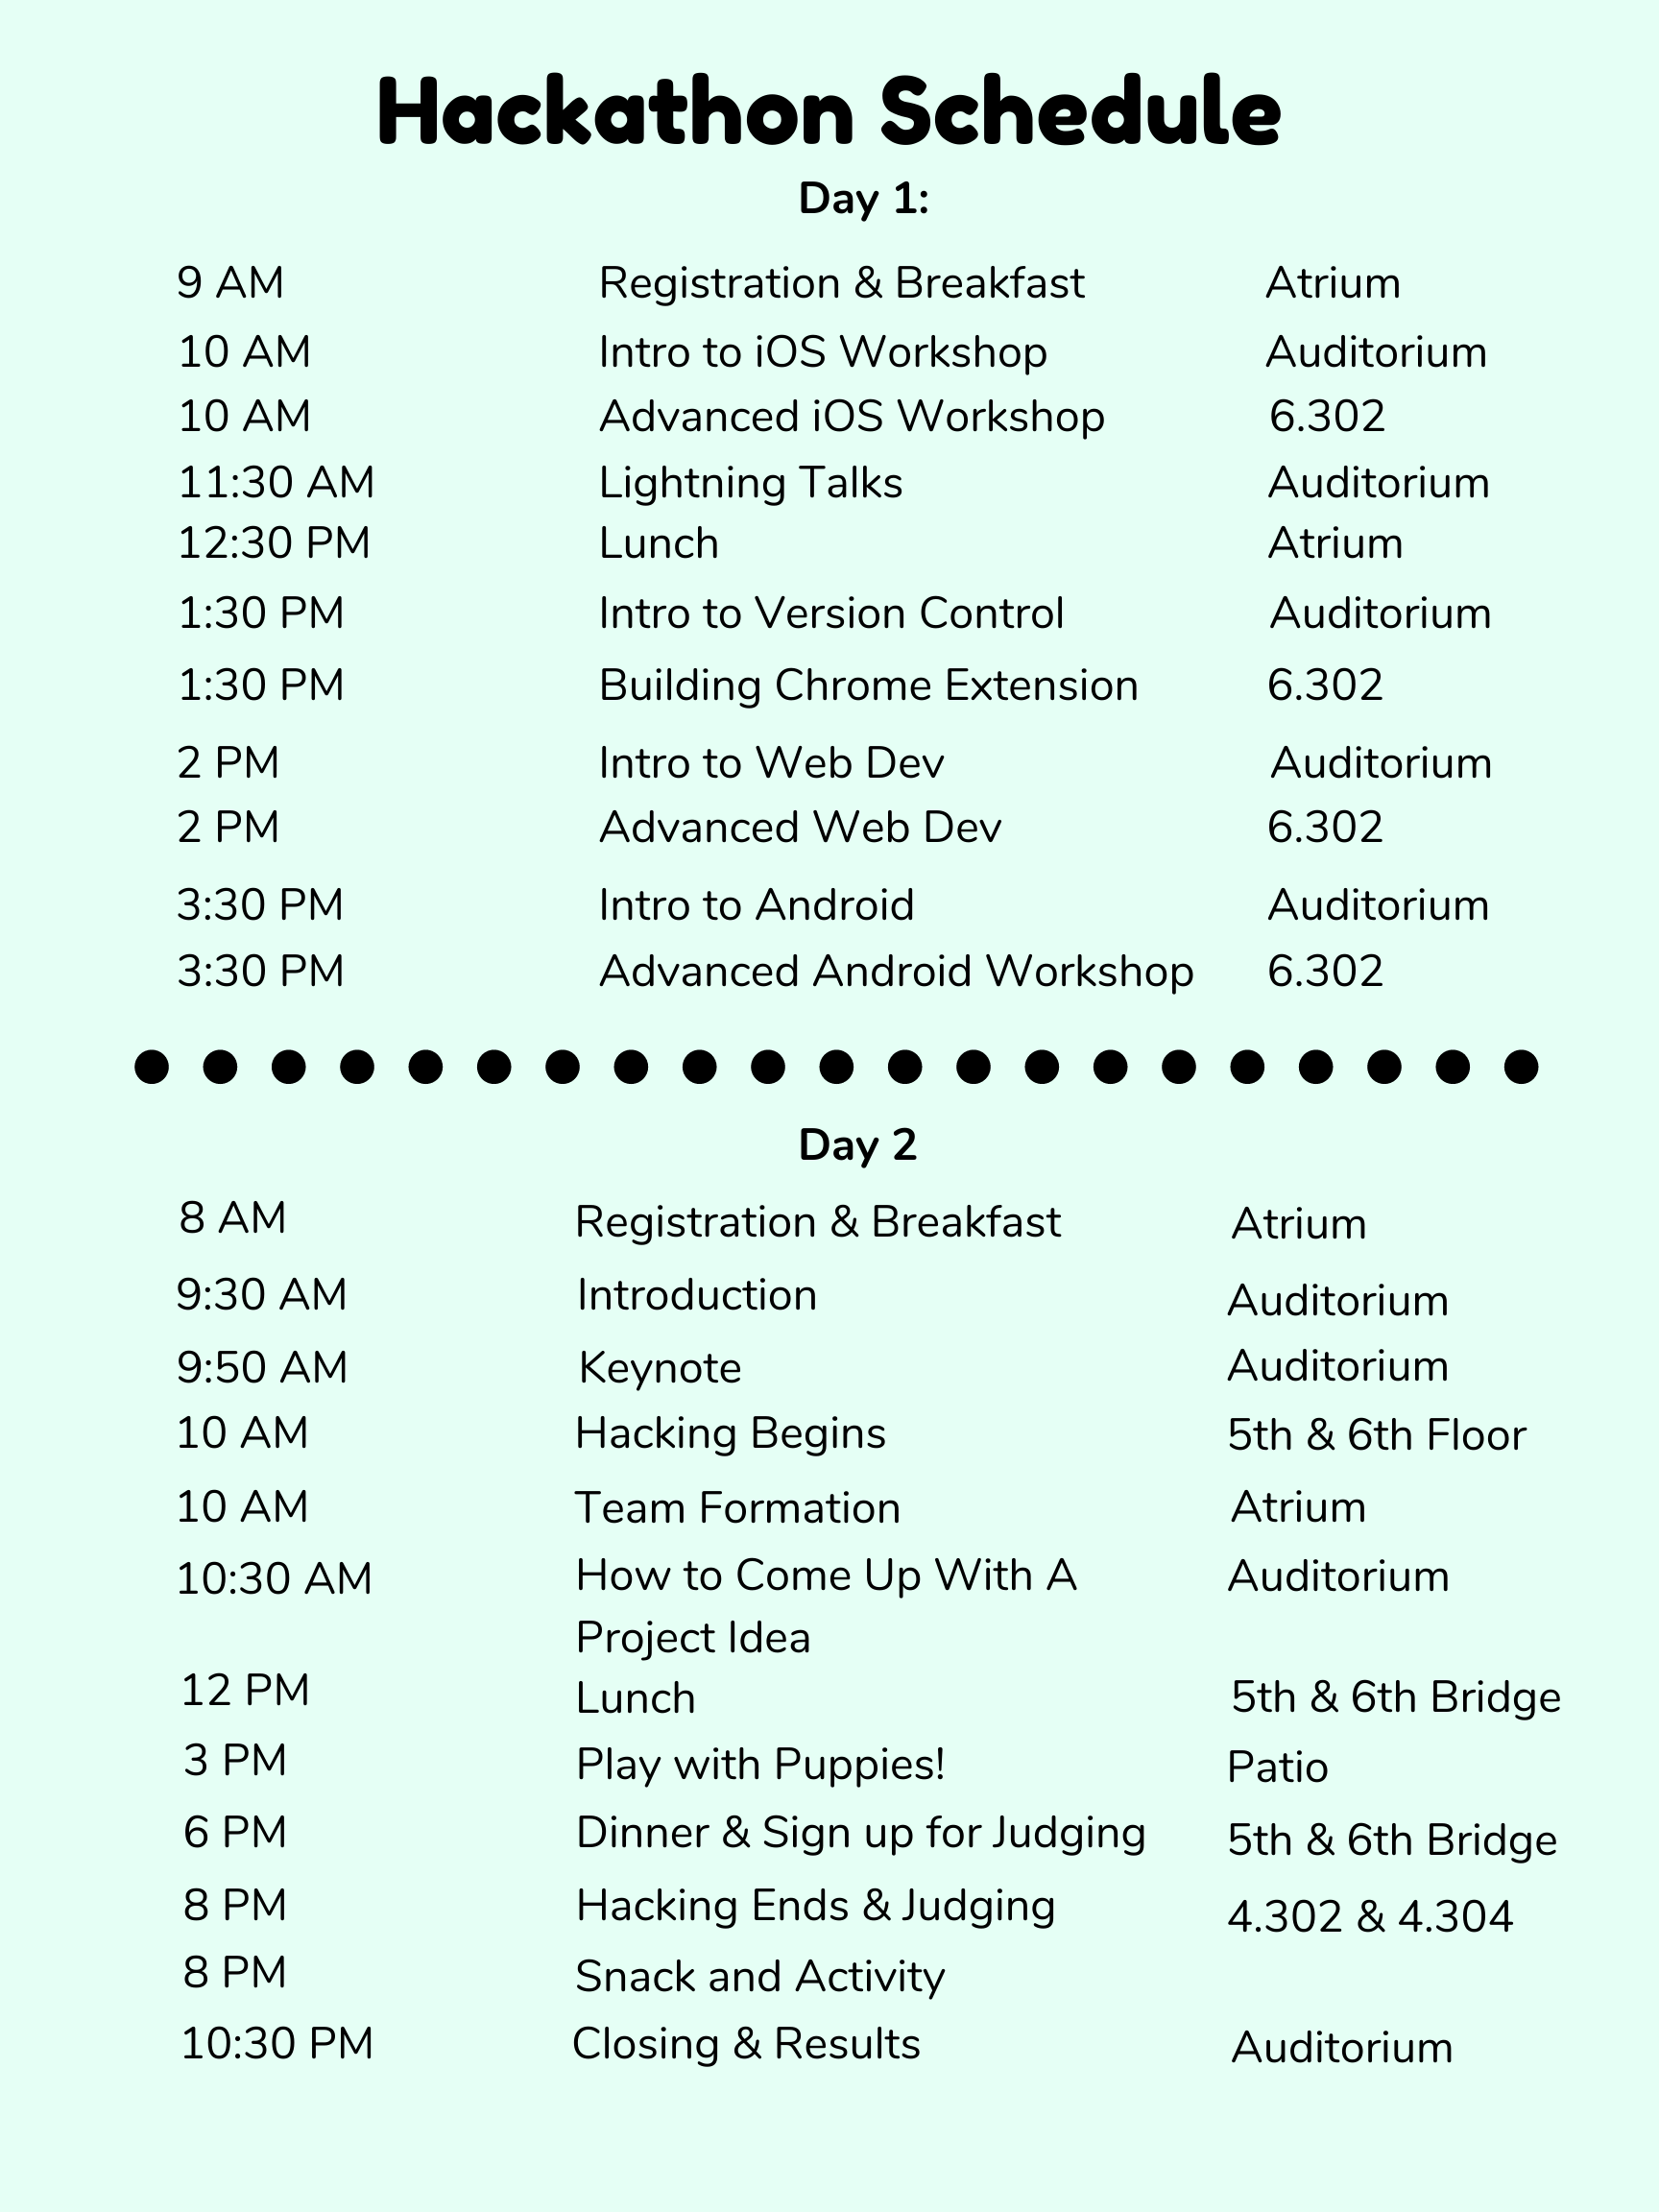 Hackathon Schedule
Day 1:
9 AM Registration & Breakfast Atrium
10 AM Intro to iOS Workshop Auditorium
10 AM Advanced iOS Workshop 6.302
11:30 AM Lightning Talks Auditorium
12:30 PM Lunch Atrium
1:30 PM Intro to Version Control Auditorium
1:30 PM Building Chrome Extension 6.302
2 PM Intro to Web Dev Auditorium
2 PM Advanced Web Dev 6.302
3:30 PM Intro to Android Auditorium
3:30 PM Advanced Android Workshop 6.302
Day 2
8 AM Registration & Breakfast Atrium
9:30 AM Introduction Auditorium
9:50 AM Keynote Auditorium
10 AM Hacking Begins 5th & 6th Floor
10 AM Team Formation Atrium
10:30 AM How to Come Up With A Auditorium
Project Idea
12 PM Lunch 5th & 6th Bridge
3 PM Play with Puppies! Patio
6 PM Dinner & Sign up for Judging 5th & 6th Bridge
8 PM Hacking Ends & Judging 4.302 & 4.304
8 PM Snack and Activity
10:30 PM Closing & Results Auditorium